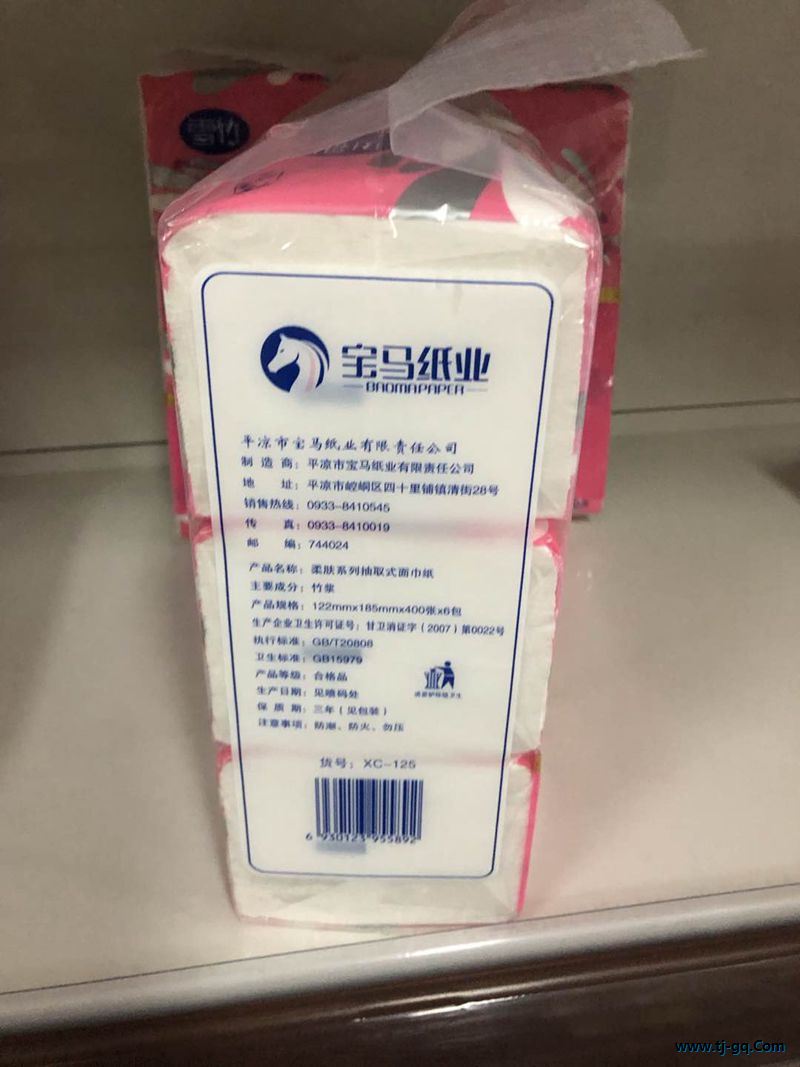 宝马纸业
BAOMAPAPER
平凉市宝马纸业有限责任公司
制 造 商：平凉市宝马纸业有限责任公司
地 址：平凉市崆峒区四十里铺镇清街28号
销售热线：0933-8410545
传 真：0933-8410019
邮 编：744024
产品名称：柔肤系列抽取式面巾纸
主要成分：竹浆
产品规格：122mmx185mmx400张x6包
生产企业卫生许可证号：甘卫消证字（2007）第0022号
执行标准：GB/T20808
卫生标准：GB15979
产品等级：合格品
生产日期：见喷码处
保 质 期：三年（见包装）
注意事项：防潮、防火、勿压
货号：XC-125
6 930123 955892
www.tj-gq.Com